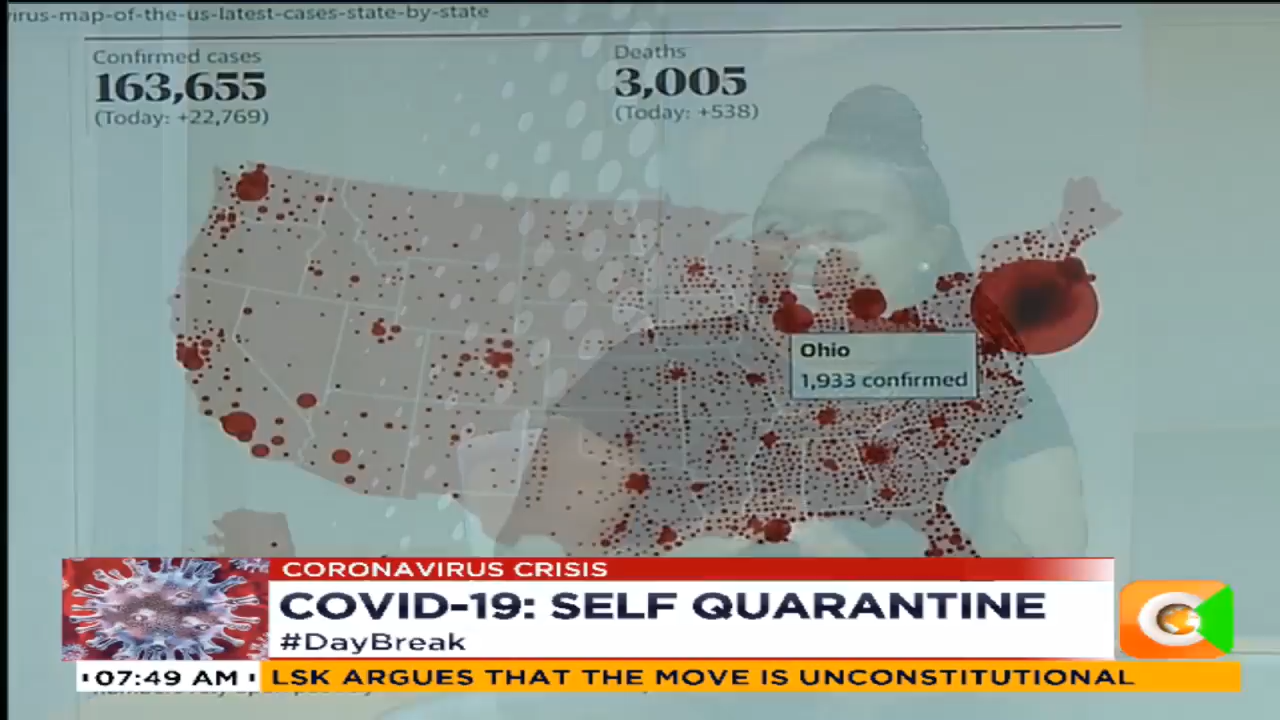 irus-map-of-the-us-latest-cases-state-by-state
Confirmed cases
163,655
(Today: +22,769)
Deaths
3,005
(Today: +538)
Ohio
1,933 confirmed
CORONAVIRUS CRISIS
COVID-19: SELF QUARANTINE
#DayBreak
07:49 AM
LSK ARGUES THAT THE MOVE IS UNCONSTITUTIONAL